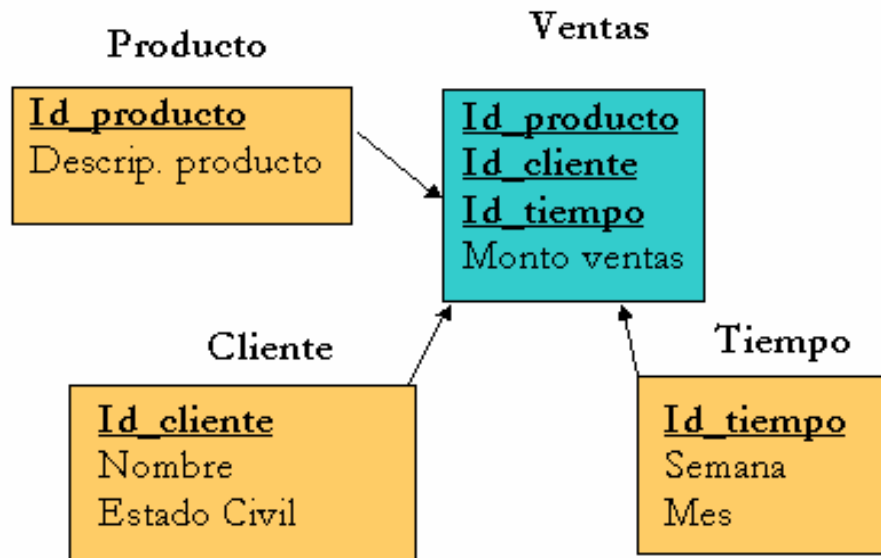 Producto
Id_producto
Descrip. producto
Ventas
Id_producto
Id_cliente
Id_tiempo
Monto ventas
Cliente
Id_cliente
Nombre
Estado Civil
Tiempo
Id_tiempo
Semana
Mes